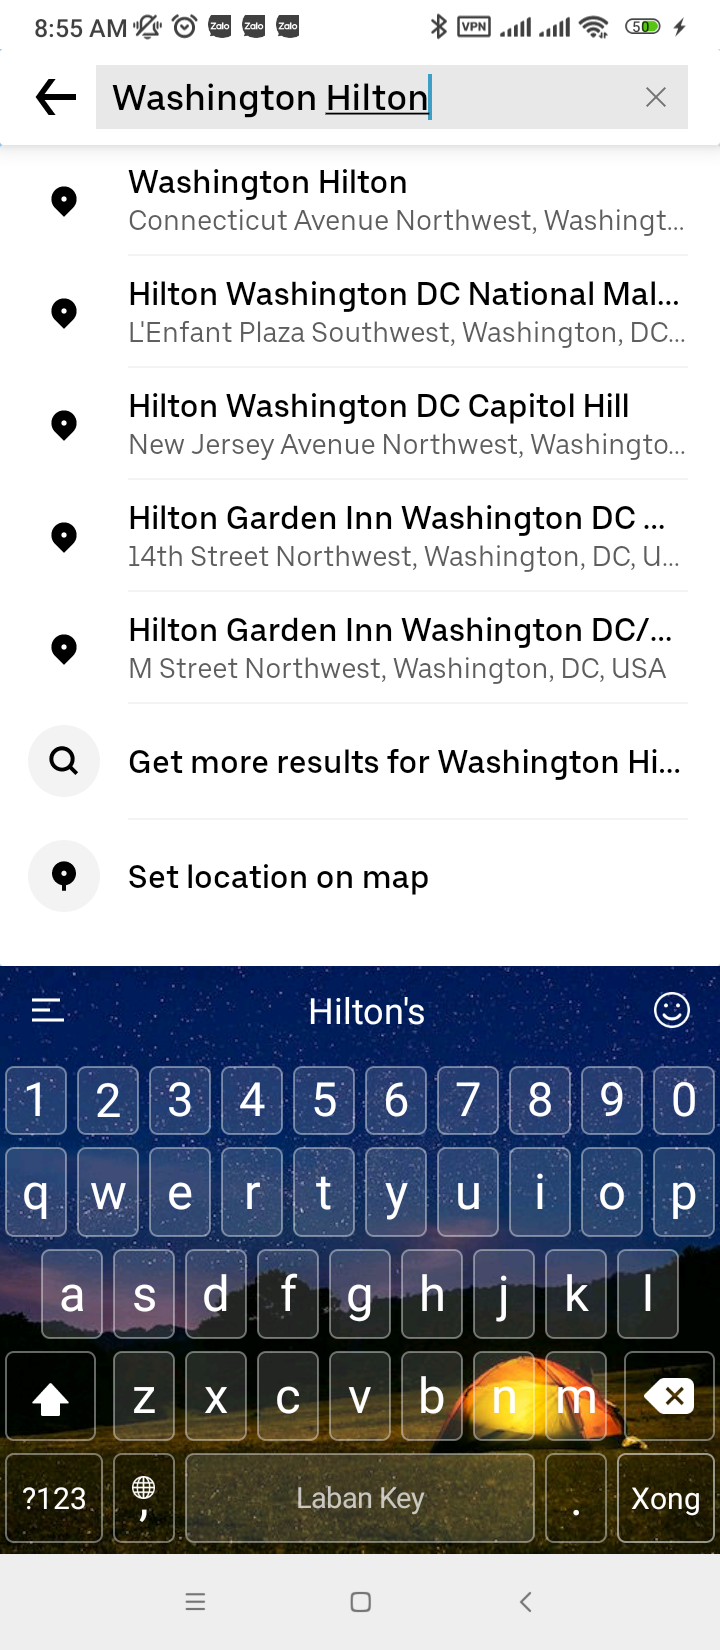 8:55 AM Zalo Zalo Zalo VPN 50
Washington Hilton
Washington Hilton
Connecticut Avenue Northwest, Washingt...
Hilton Washington DC National Mal...
L'Enfant Plaza Southwest, Washington, DC...
Hilton Washington DC Capitol Hill
New Jersey Avenue Northwest, Washingto...
Hilton Garden Inn Washington DC ...
14th Street Northwest, Washington, DC, U...
Hilton Garden Inn Washington DC/...
M Street Northwest, Washington, DC, USA
Get more results for Washington Hi...
Set location on map
Hilton's
1 2 3 4 5 6 7 8 9 0
q w e r t y u i o p
a s d f g h j k l
z x c v b n m
?123 , Laban Key . Xong